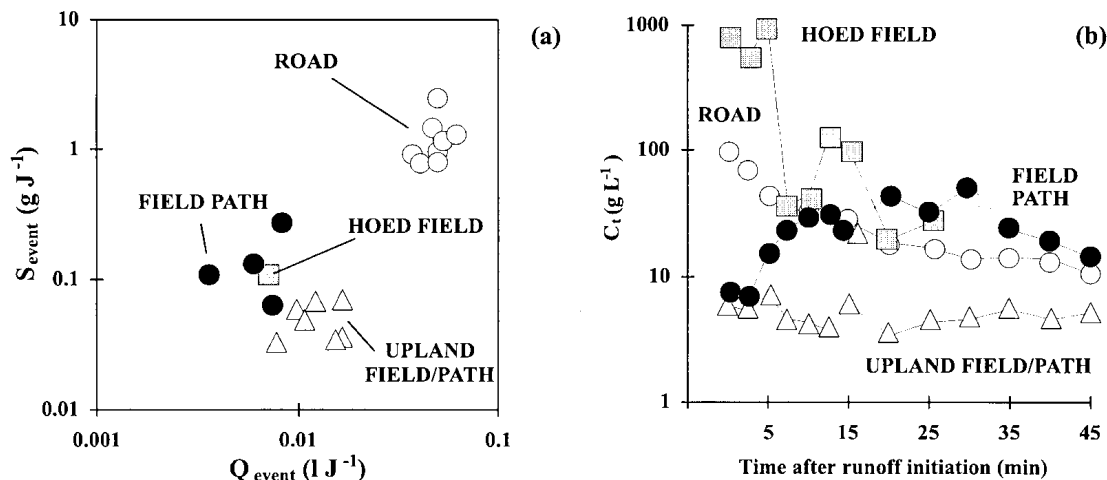 (a)
10
1
0.1
0.01
S event (g J -1)
ROAD
FIELD PATH
HOED FIELD
UPLAND
FIELD/PATH
0.001
0.01
0.1
Q event (l J -1)
(b)
1000
100
10
1
C t (g L -1)
HOED FIELD
ROAD
FIELD
PATH
UPLAND FIELD/PATH
5
15
25
35
45
Time after runoff initiation (min)